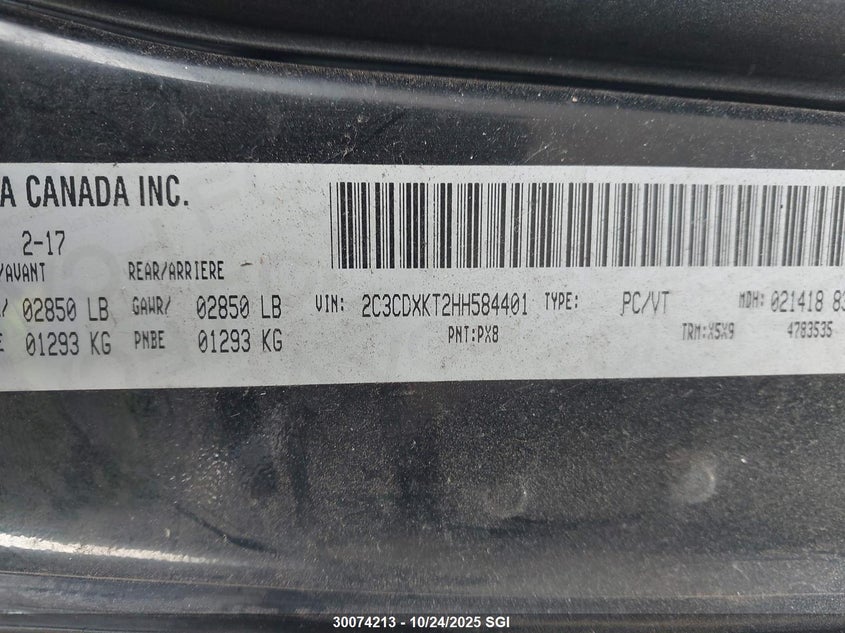 A CANADA INC.
2-17
/AVANT REAR/ARRIERE
/ 02850 LB GAWR/ 02850 LB VIN: 2C3CDXKT2HH584401 TYPE: PC/VT MDH: 021418 83
E 01293 KG PNBE 01293 KG PNT:PX8 TRM:X5X9 4783535
30074213 - 10/24/2025 SGI